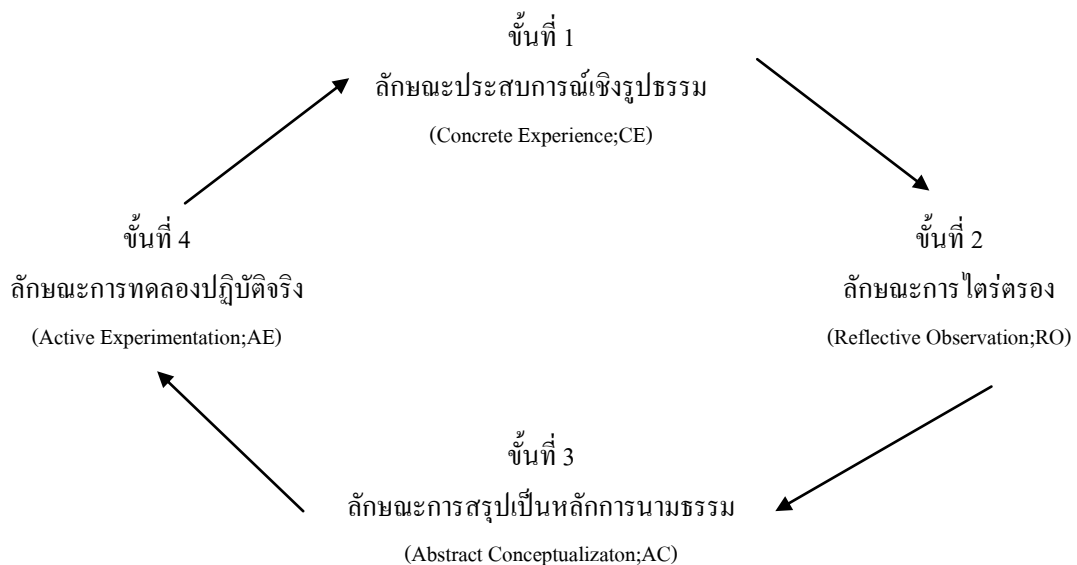 ขั้นที่ 1
ลักษณะประสบการณ์เชิงรูปธรรม
(Concrete Experience;CE)
ขั้นที่ 2
ลักษณะการไตร่ตรอง
(Reflective Observation;RO)
ขั้นที่ 3
ลักษณะการสรุปเป็นหลักการนามธรรม
(Abstract Conceptualizaton;AC)
ขั้นที่ 4
ลักษณะการทดลองปฏิบัติจริง
(Active Experimentation;AE)